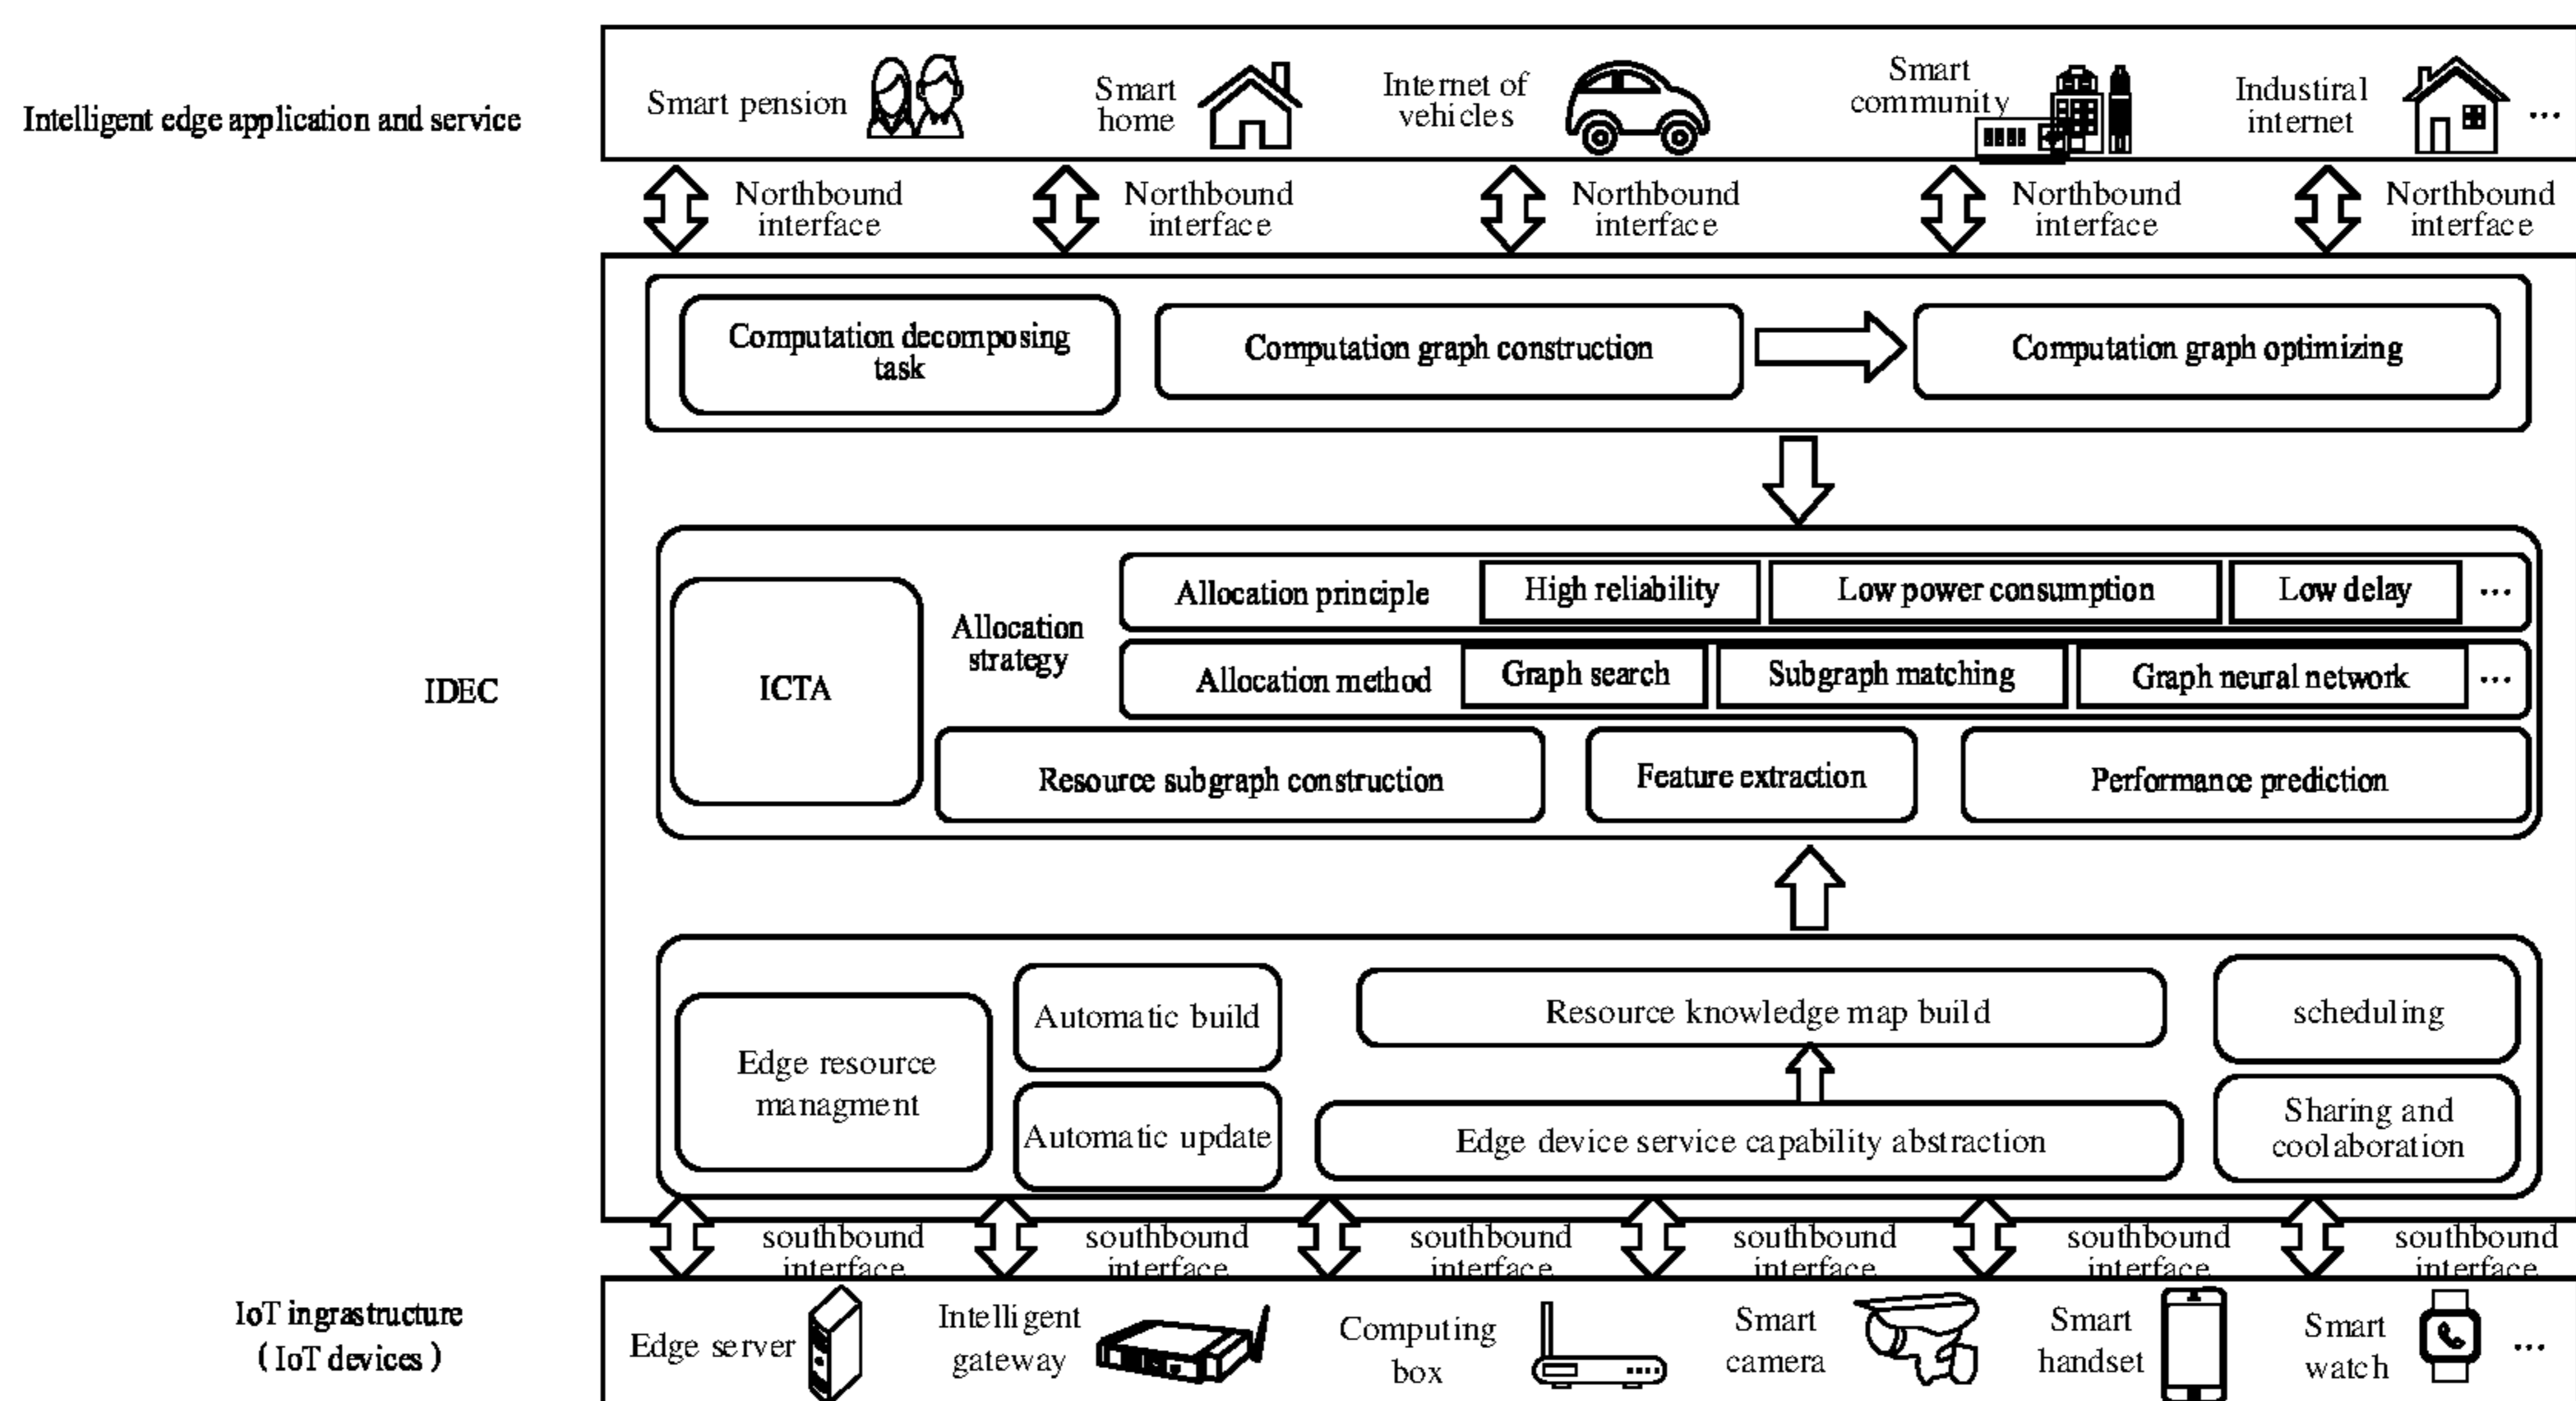 Intelligent edge application and service
Smart pension
Smart
home
Internet of
vehicles
Smart
community
Industiral
internet
...
Northbound
interface
Northbound
interface
Northbound
interface
Northbound
interface
Northbound
interface
IDEC
Computation decomposing
task
Computation graph construction
Computation graph optimizing
ICTA
Allocation
strategy
Allocation principle
High reliability
Low power consumption
Low delay
...
Allocation method
Graph search
Subgraph matching
Graph neural network
...
Resource subgraph construction
Feature extraction
Performance prediction
Edge resource
managment
Automatic build
Automatic update
Resource knowledge map build
Edge device service capability abstraction
scheduling
Sharing and
coolaboration
southbound
interface
southbound
interface
southbound
interface
southbound
interface
southbound
interface
southbound
interface
IoT ingrastructure
( IoT devices )
Edge server
Intelligent
gateway
Computing
box
Smart
camera
Smart
handset
Smart
watch
...